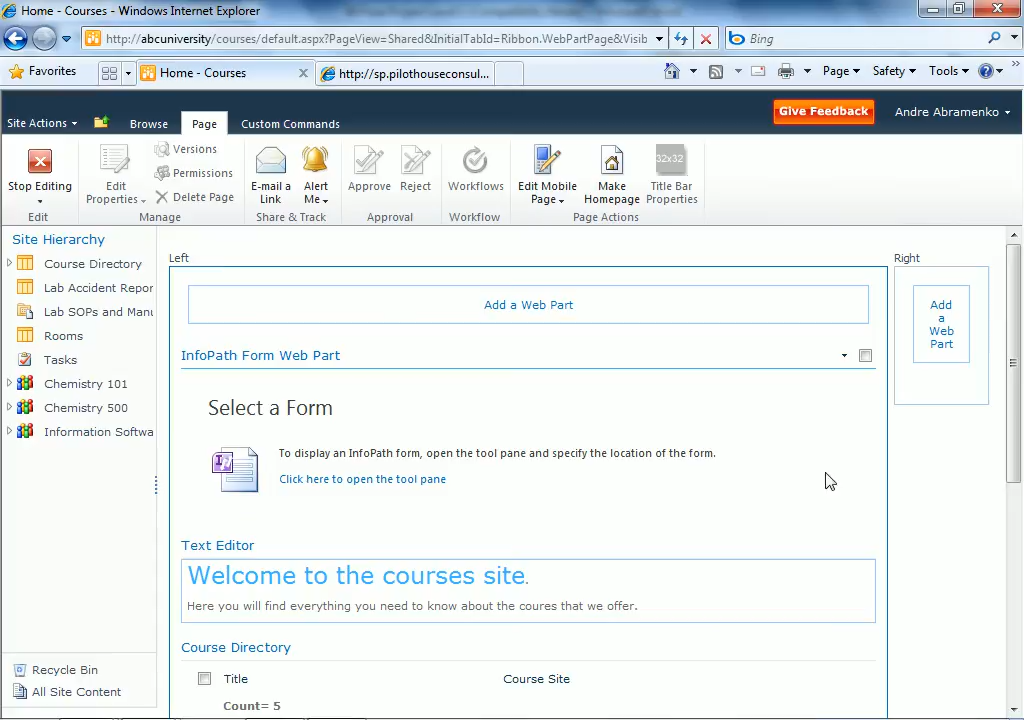 Home - Courses - Windows Internet Explorer
http://abcuniversity/courses/default.aspx?PageView=Shared&InitialTabId=Ribbon.WebPartPage&Visib
Bing
Favorites
Home - Courses
http://sp.pilothouseconsul...
Page
Safety
Tools
Site Actions
Browse
Page
Custom Commands
Give Feedback
Andre Abramenko
Stop Editing
Edit
Edit Properties
Versions
Permissions
Delete Page
Manage
E-mail a Link
Alert Me
Share & Track
Approve
Reject
Approval
Workflows
Workflow
Edit Mobile Page
Make Homepage
32x32
Title Bar Properties
Page Actions
Site Hierarchy
Course Directory
Lab Accident Repor
Lab SOPs and Manu
Rooms
Tasks
Chemistry 101
Chemistry 500
Information Softwa
Recycle Bin
All Site Content
Left
Add a Web Part
InfoPath Form Web Part
Select a Form
To display an InfoPath form, open the tool pane and specify the location of the form.
Click here to open the tool pane
Text Editor
Welcome to the courses site.
Here you will find everything you need to know about the coures that we offer.
Course Directory
Title
Course Site
Count= 5
Right
Add
a
Web
Part